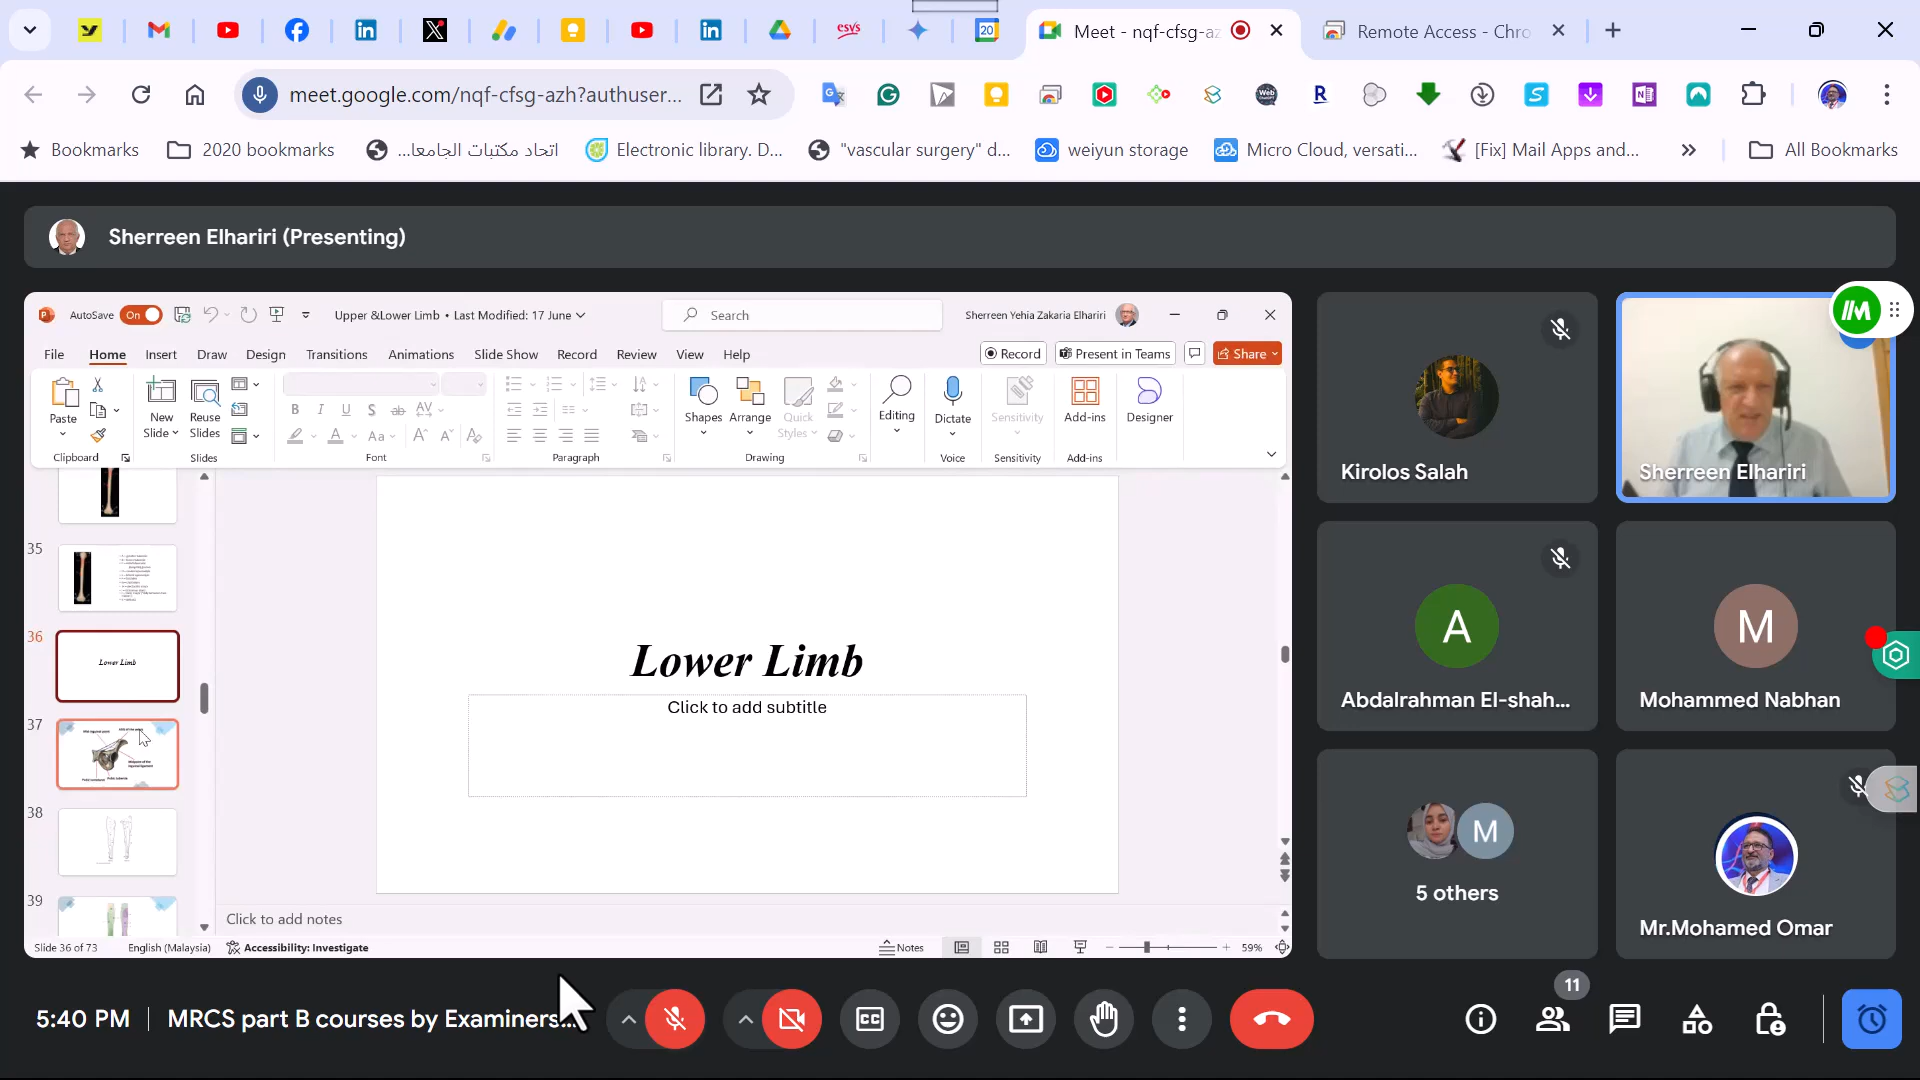 esvs
20
Meet - nqf-cfsg-az
Remote Access - Chro
meet.google.com/nqf-cfsg-azh?authuser...
Bookmarks
2020 bookmarks
اتحاد مكتبات الجامعا...
Electronic library. D...
"vascular surgery" d...
weiyun storage
Micro Cloud, versati...
[Fix] Mail Apps and...
All Bookmarks
Sherreen Elhariri (Presenting)
AutoSave On
Upper &Lower Limb • Last Modified: 17 June
Search
Sherreen Yehia Zakaria Elhariri
File Home Insert Draw Design Transitions Animations Slide Show Record Review View Help
Record
Present in Teams
Share
Paste
New Slide
Reuse Slides
Shapes
Arrange
Quick Styles
Editing
Dictate
Sensitivity
Add-ins
Designer
Clipboard
Slides
Font
Paragraph
Drawing
Voice
Sensitivity
Add-ins
35
36
Lower Limb
37
38
39
Lower Limb
Click to add subtitle
Click to add notes
Slide 36 of 73
English (Malaysia)
Accessibility: Investigate
Notes
59%
Kirolos Salah
Sherreen Elhariri
A
Abdalrahman El-shah...
M
Mohammed Nabhan
M
5 others
Mr.Mohamed Omar
5:40 PM
MRCS part B courses by Examiners...
11